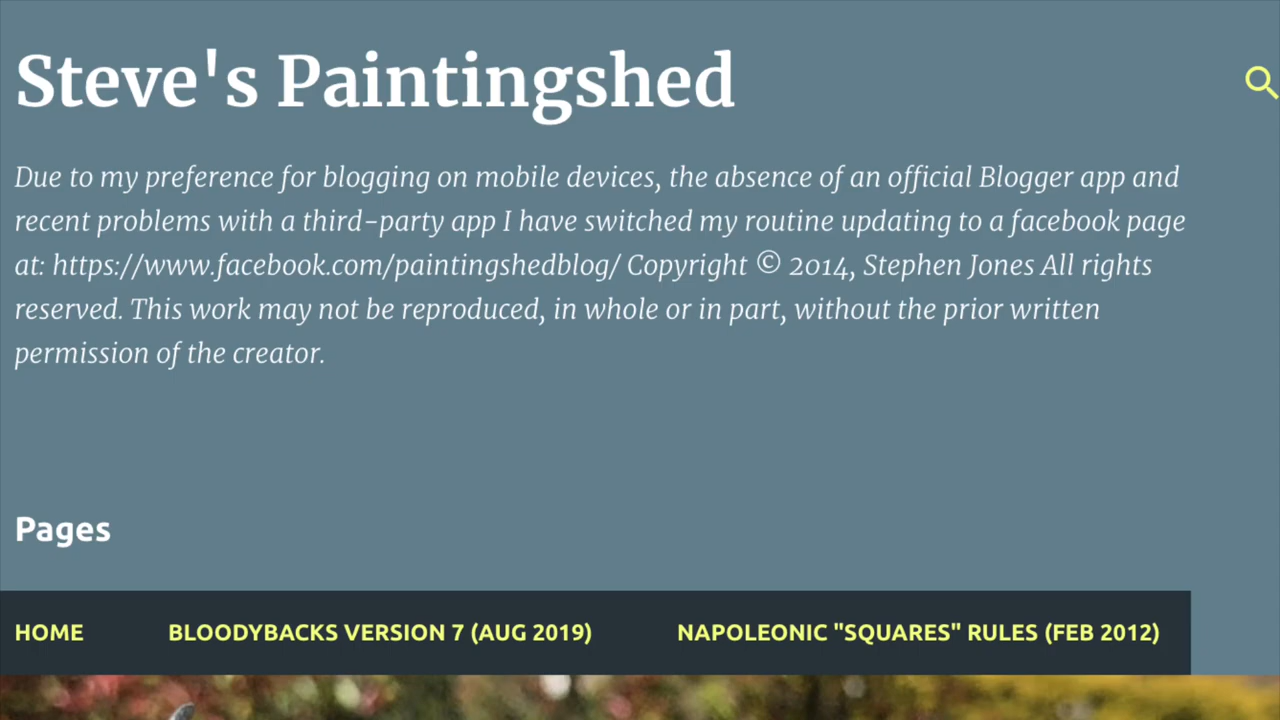 Steve's Paintingshed
Due to my preference for blogging on mobile devices, the absence of an official Blogger app and
recent problems with a third-party app I have switched my routine updating to a facebook page
at: https://www.facebook.com/paintingshedblog/ Copyright © 2014, Stephen Jones All rights
reserved. This work may not be reproduced, in whole or in part, without the prior written
permission of the creator.
Pages
HOME BLOODYBACKS VERSION 7 (AUG 2019) NAPOLEONIC "SQUARES" RULES (FEB 2012)